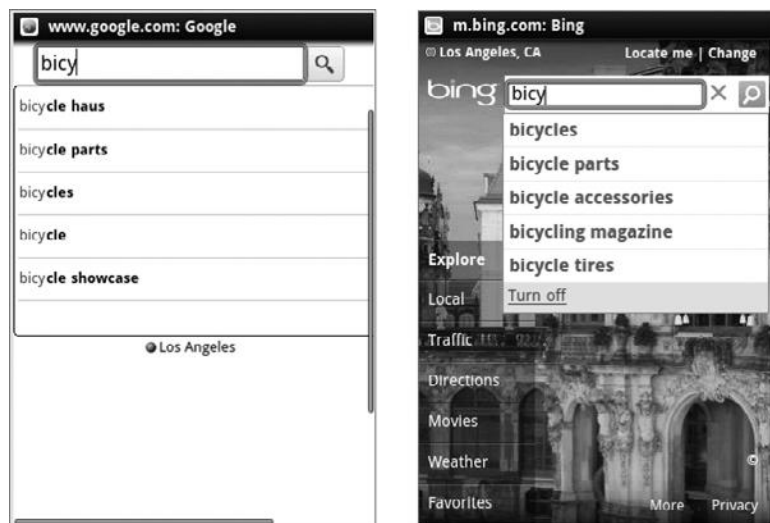 www.google.com: Google
bicy
bicycle haus
bicycle parts
bicycles
bicycle
bicycle showcase
Los Angeles
m.bing.com: Bing
Los Angeles, CA Locate me | Change
bing bicy
bicycles
bicycle parts
bicycle accessories
bicycling magazine
bicycle tires
Turn off
Explore
Local
Traffic
Directions
Movies
Weather
©
Favorites More Privacy